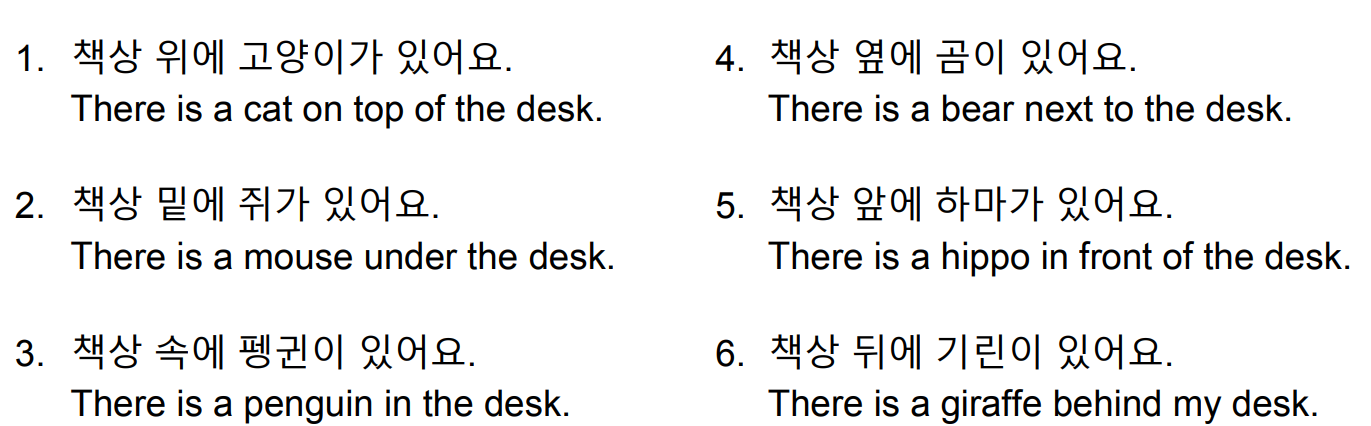 1. 책상 위에 고양이가 있어요.
There is a cat on top of the desk.
2. 책상 밑에 쥐가 있어요.
There is a mouse under the desk.
3. 책상 속에 펭귄이 있어요.
There is a penguin in the desk.
4. 책상 옆에 곰이 있어요.
There is a bear next to the desk.
5. 책상 앞에 하마가 있어요.
There is a hippo in front of the desk.
6. 책상 뒤에 기린이 있어요.
There is a giraffe behind my desk.